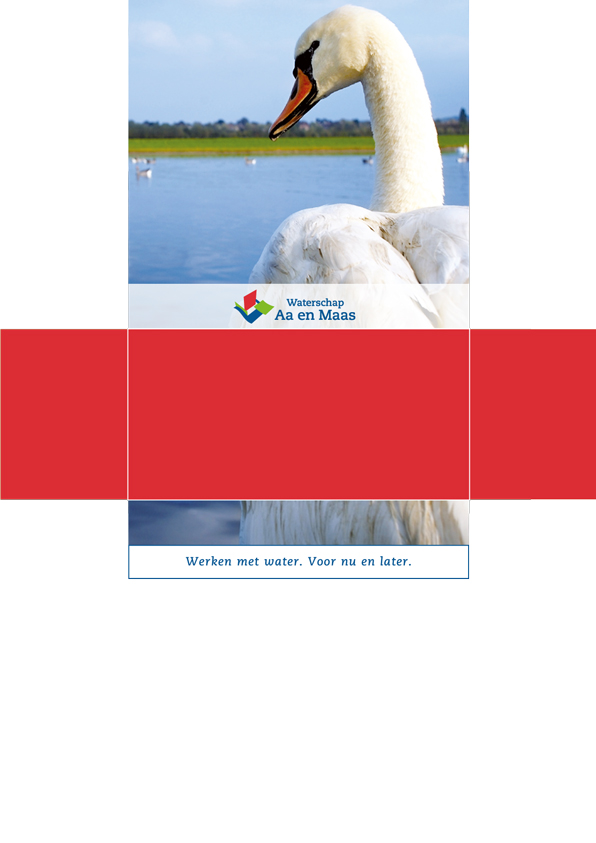 Waterschap
Aa en Maas
Werken met water. Voor nu en later.